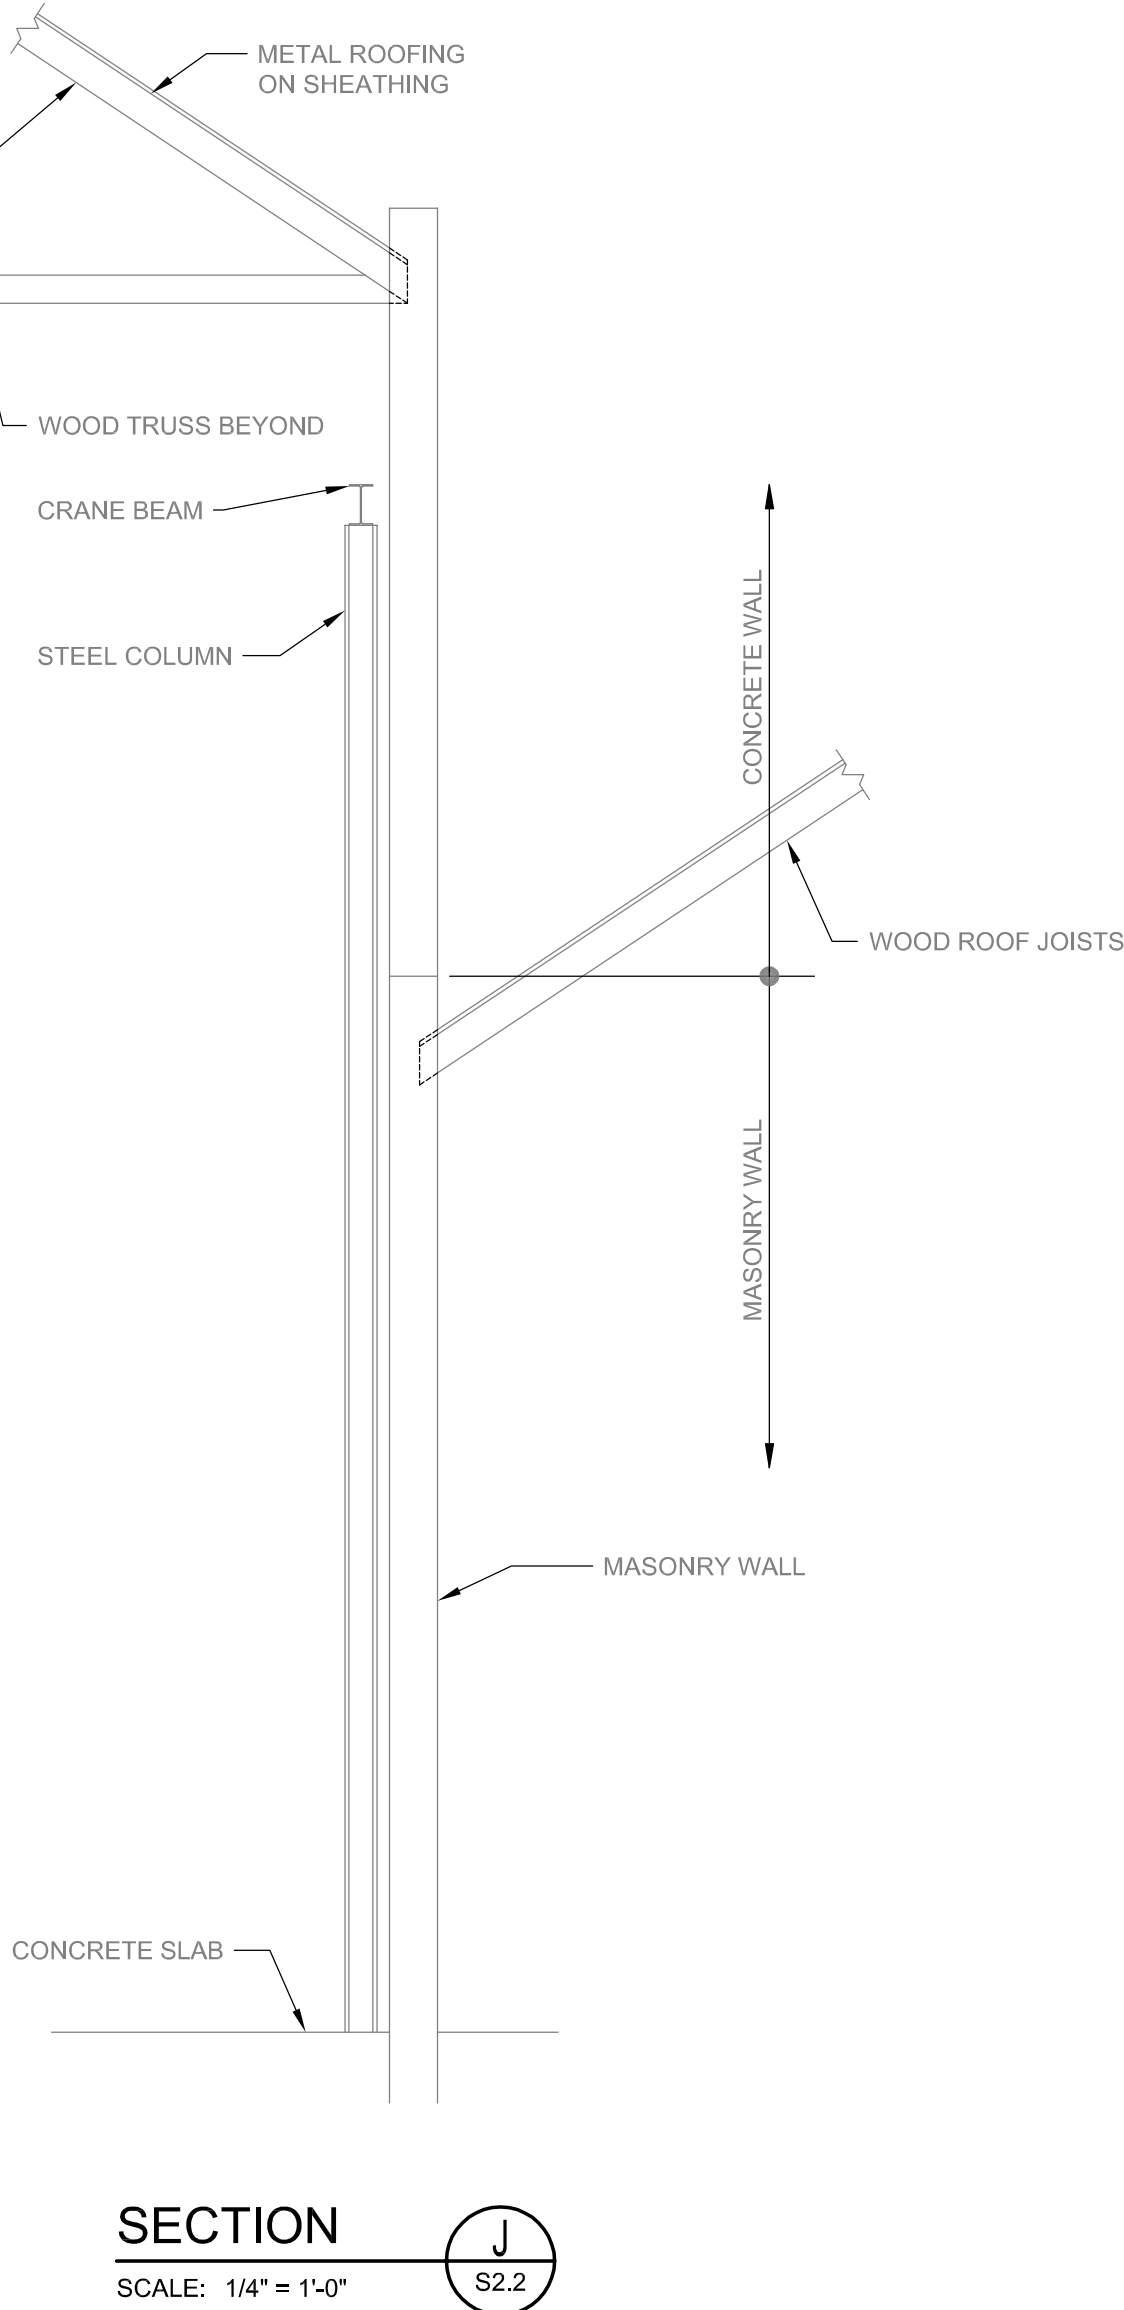 METAL ROOFING
ON SHEATHING
WOOD TRUSS BEYOND
CRANE BEAM
STEEL COLUMN
CONCRETE WALL
WOOD ROOF JOISTS
MASONRY WALL
MASONRY WALL
CONCRETE SLAB
SECTION
J
SCALE: 1/4" = 1'-0"
S2.2